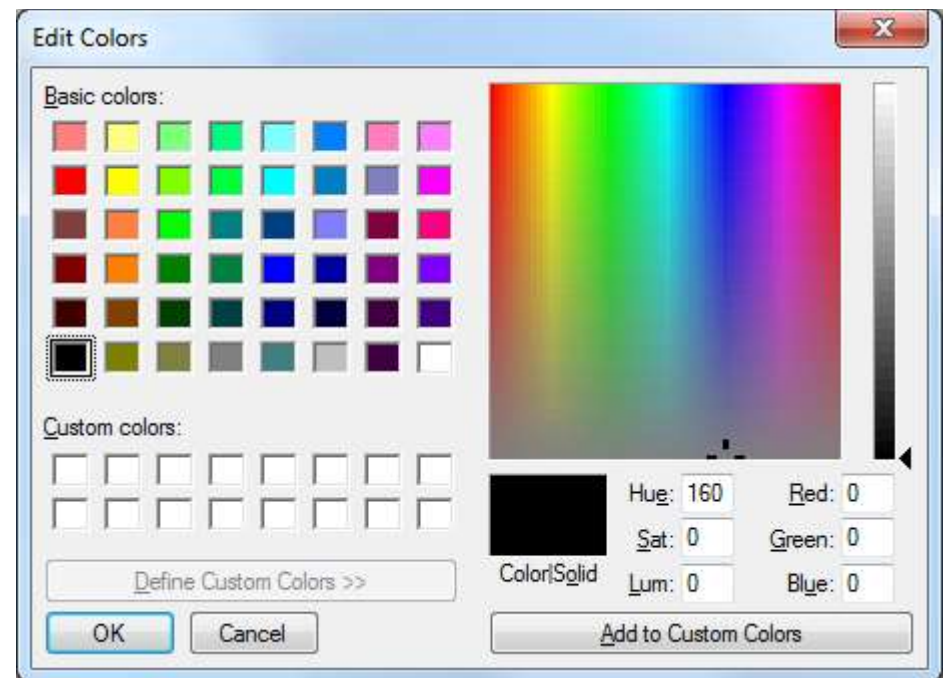 Edit Colors
Basic colors:
Custom colors:
Define Custom Colors >>
OK
Cancel
Color|Solid
Hue: 160
Sat: 0
Lum: 0
Red: 0
Green: 0
Blue: 0
Add to Custom Colors